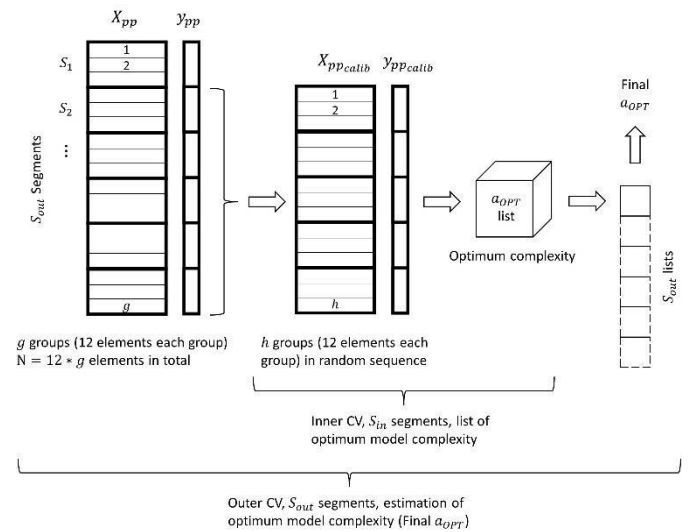 X_pp y_pp
1
S_1
2
S_2
...
S_out Segments
g
g groups (12 elements each group)
N = 12 * g elements in total
X_pp_calib y_pp_calib
1
2
h
h groups (12 elements each
group) in random sequence
a_OPT
list
Optimum complexity
Final
a_OPT
S_out lists
Inner CV, S_in segments, list of
optimum model complexity
Outer CV, S_out segments, estimation of
optimum model complexity (Final a_OPT)